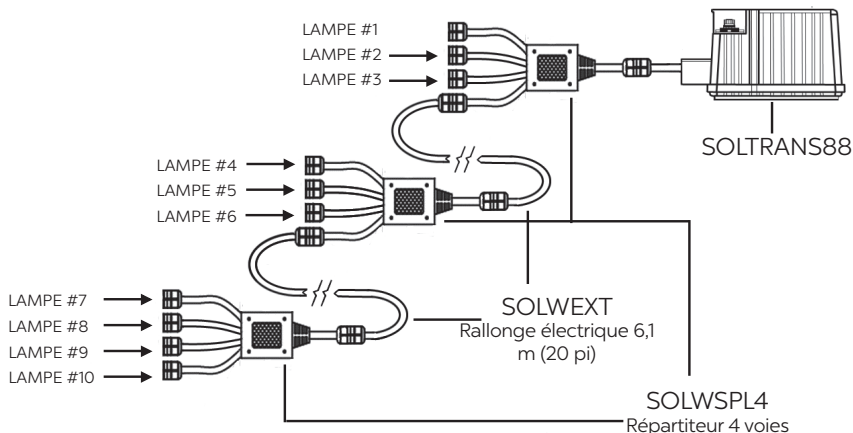 LAMPE #1
LAMPE #2
LAMPE #3
SOLTRANS88
LAMPE #4
LAMPE #5
LAMPE #6
LAMPE #7
LAMPE #8
LAMPE #9
LAMPE #10
SOLWEXT
Rallonge électrique 6,1
m (20 pi)
SOLWSPL4
Répartiteur 4 voies